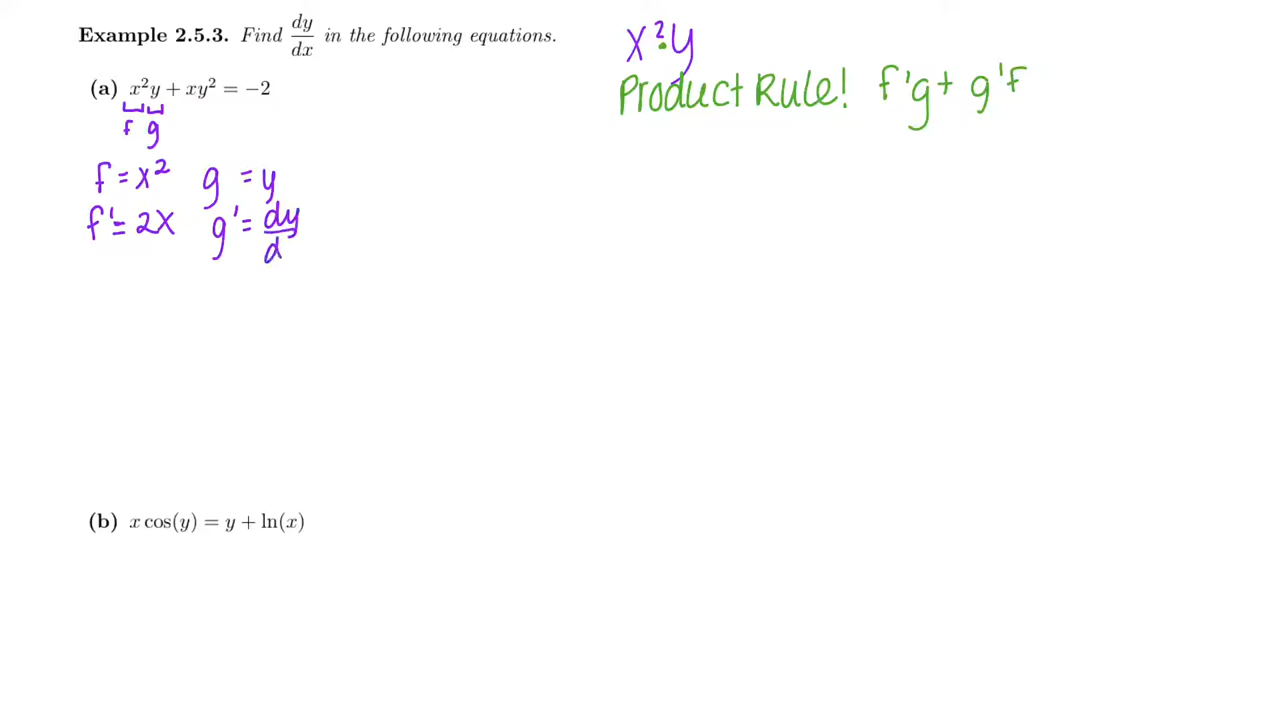 Example 2.5.3. Find dy/dx in the following equations.
x²·y
(a) x²y + xy² = −2
Product Rule! f'g + g'f
f g
f = x² g = y
f' = 2x g' = dy/d
(b) x cos(y) = y + ln(x)